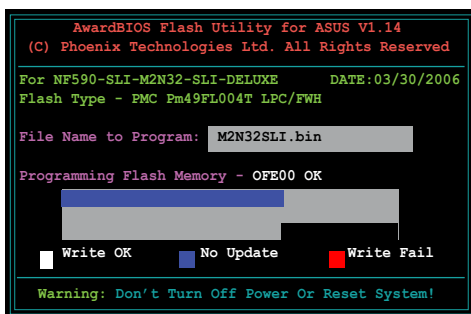 AwardBIOS Flash Utility for ASUS V1.14
(C) Phoenix Technologies Ltd. All Rights Reserved
For NF590-SLI-M2N32-SLI-DELUXE DATE:03/30/2006
Flash Type - PMC Pm49FL004T LPC/FWH
File Name to Program: M2N32SLI.bin
Programming Flash Memory - OFE00 OK
Write OK No Update Write Fail
Warning: Don't Turn Off Power Or Reset System!